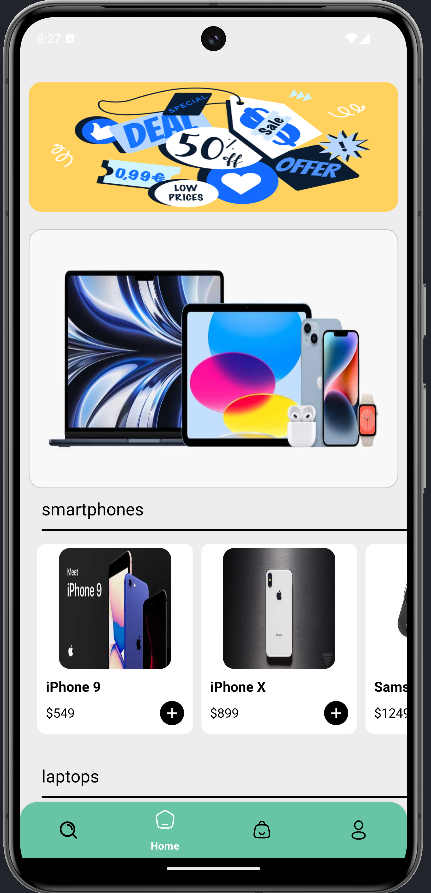 8:27
SPECIAL
DEAL
Sale
50%
off
!
OFFER
0,99€
LOW
PRICES
smartphones
Meet
iPhone 9
iPhone 9
iPhone X
Sams
$549
+
$899
+
$1249
laptops
Home